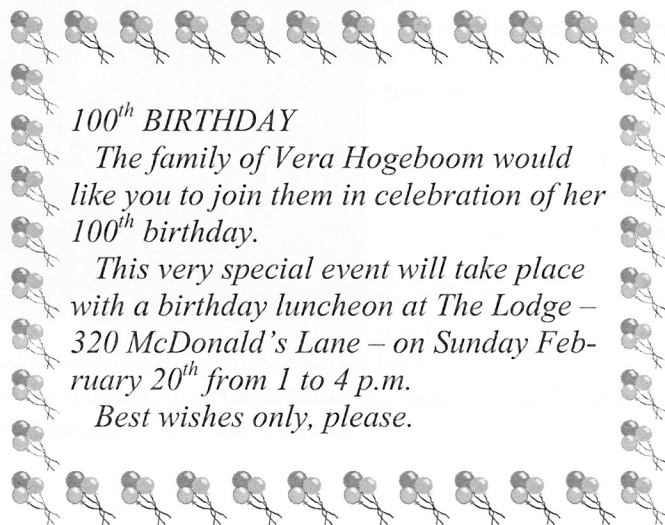 100th BIRTHDAY
The family of Vera Hogeboom would
like you to join them in celebration of her
100th birthday.
This very special event will take place
with a birthday luncheon at The Lodge –
320 McDonald's Lane – on Sunday Feb-
ruary 20th from 1 to 4 p.m.
Best wishes only, please.